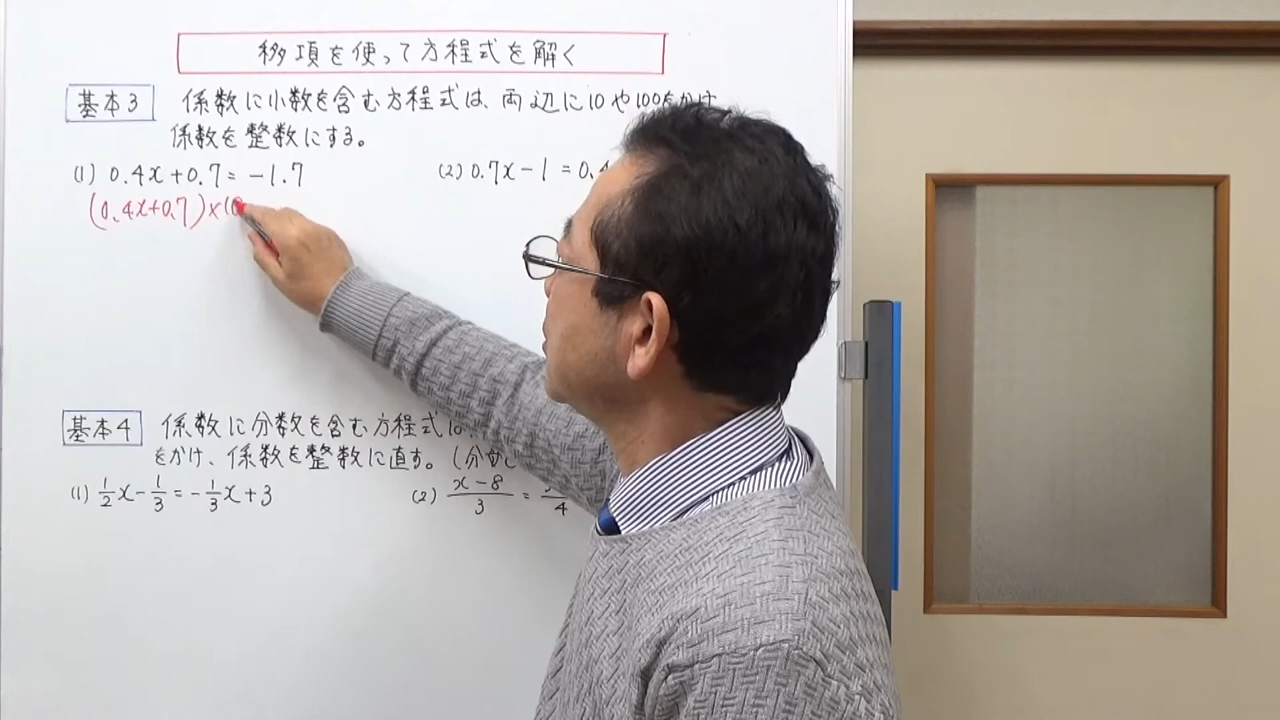 移項を使って方程式を解く
基本3 係数に小数を含む方程式は、両辺に10や100をかけ
係数を整数にする。
(1) 0.4x+0.7=-1.7
(2) 0.7x-1=0.4
(0.4x+0.7)×10
基本4 係数に分数を含む方程式
をかけ、係数を整数に直す。(分母
(1) 1/2x-1/3=-1/3x+3
(2) x-8/3= /4